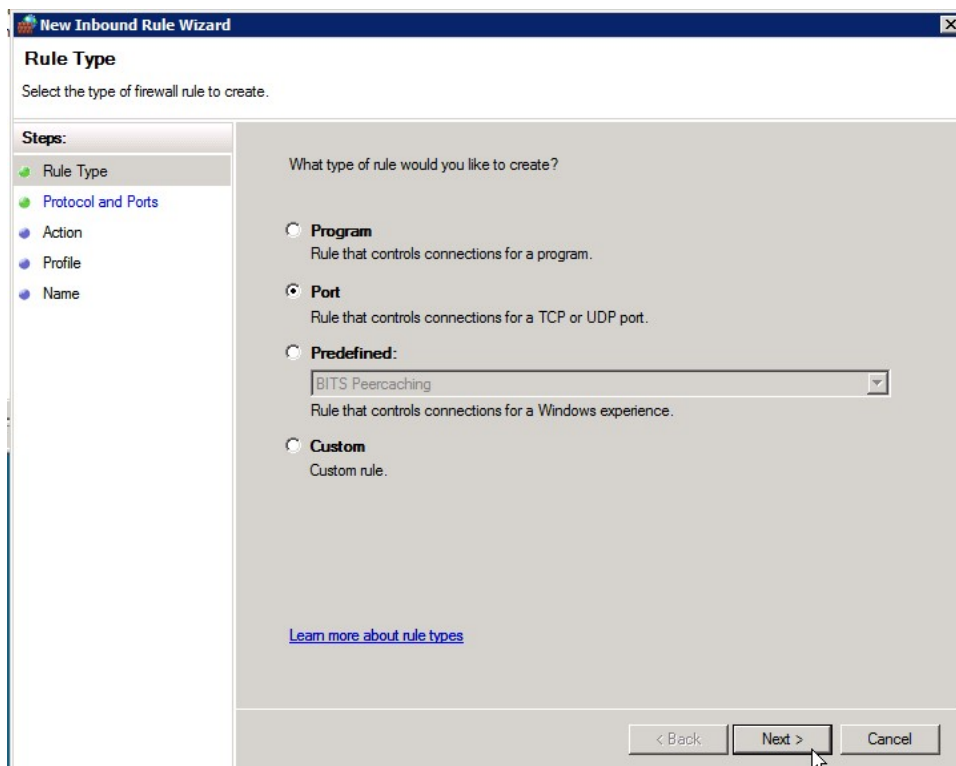 New Inbound Rule Wizard
Rule Type
Select the type of firewall rule to create.
Steps:
Rule Type
Protocol and Ports
Action
Profile
Name
What type of rule would you like to create?
Program
Rule that controls connections for a program.
Port
Rule that controls connections for a TCP or UDP port.
Predefined:
BITS Peercaching
Rule that controls connections for a Windows experience.
Custom
Custom rule.
Learn more about rule types
< Back
Next >
Cancel